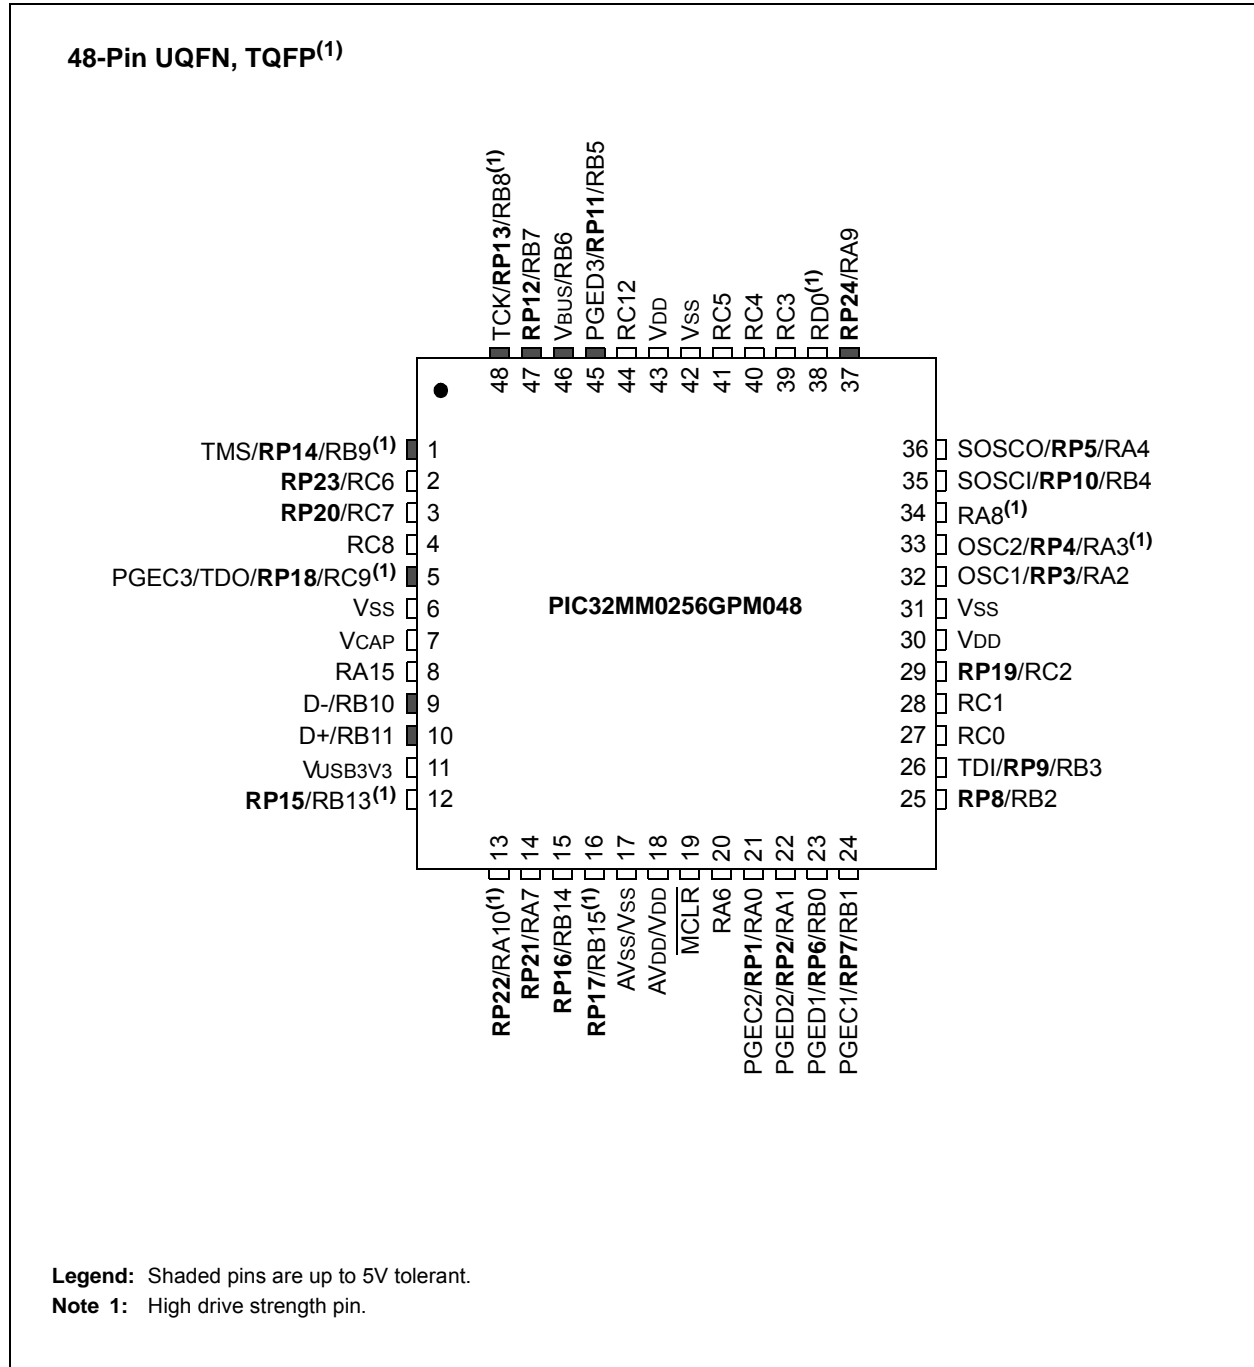 48-Pin UQFN, TQFP(1)
TCK/RP13/RB8(1)
RP12/RB7
VBUS/RB6
PGED3/RP11/RB5
RC12
VDD
VSS
RC5
RC4
RC3
RD0(1)
RP24/RA9
48
47
46
45
44
43
42
41
40
39
38
37
TMS/RP14/RB9(1) 1
RP23/RC6 2
RP20/RC7 3
RC8 4
PGEC3/TDO/RP18/RC9(1) 5
VSS 6
VCAP 7
RA15 8
D-/RB10 9
D+/RB11 10
VUSB3V3 11
RP15/RB13(1) 12
PIC32MM0256GPM048
36 SOSCO/RP5/RA4
35 SOSCI/RP10/RB4
34 RA8(1)
33 OSC2/RP4/RA3(1)
32 OSC1/RP3/RA2
31 VSS
30 VDD
29 RP19/RC2
28 RC1
27 RC0
26 TDI/RP9/RB3
25 RP8/RB2
13
14
15
16
17
18
19
20
21
22
23
24
RP22/RA10(1)
RP21/RA7
RP16/RB14
RP17/RB15(1)
AVSS/VSS
AVDD/VDD
MCLR
RA6
PGEC2/RP1/RA0
PGED2/RP2/RA1
PGED1/RP6/RB0
PGEC1/RP7/RB1
Legend: Shaded pins are up to 5V tolerant.
Note 1: High drive strength pin.